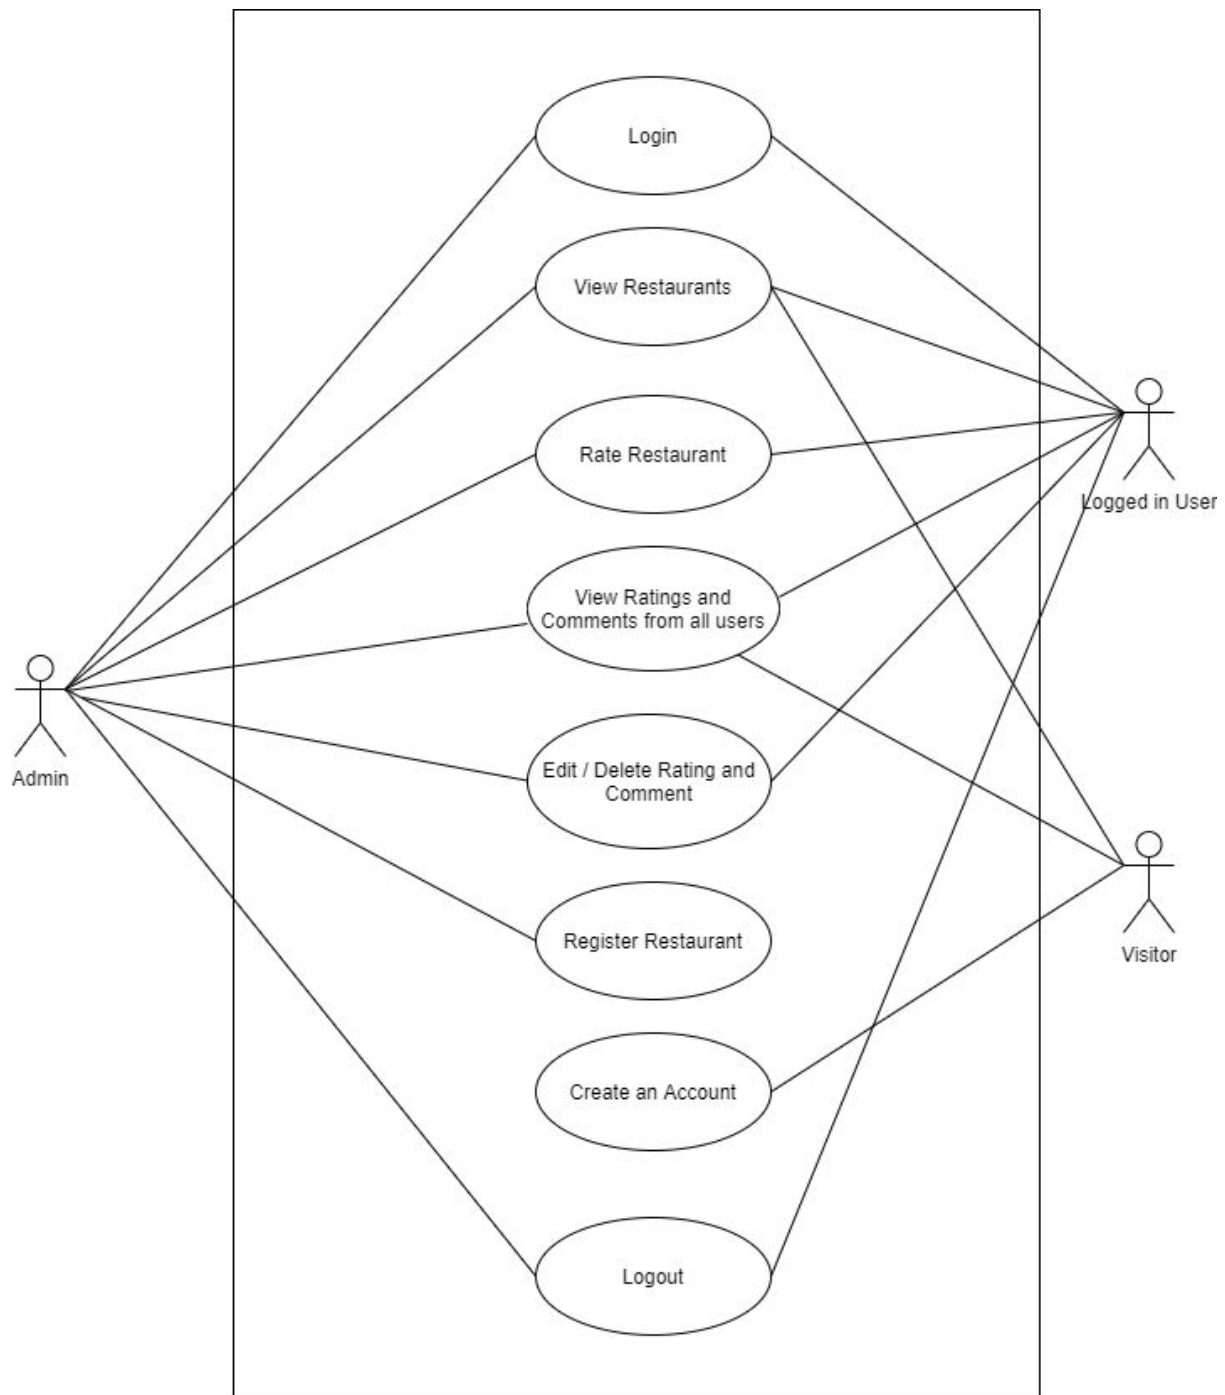 Login
View Restaurants
Rate Restaurant
Logged in User
View Ratings and
Comments from all users
Admin
Edit / Delete Rating and
Comment
Register Restaurant
Visitor
Create an Account
Logout